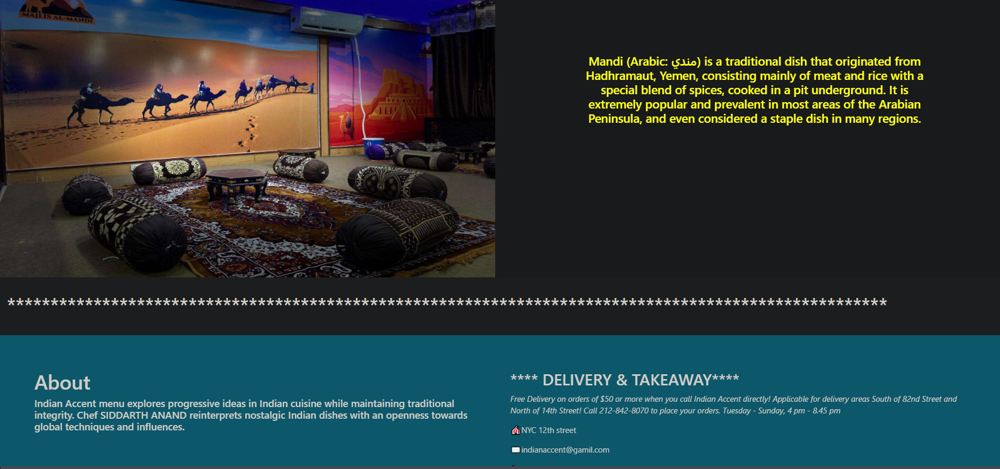 MAJLIS AL-MANDI
Mandi (Arabic: مندي) is a traditional dish that originated from
Hadhramaut, Yemen, consisting mainly of meat and rice with a
special blend of spices, cooked in a pit underground. It is
extremely popular and prevalent in most areas of the Arabian
Peninsula, and even considered a staple dish in many regions.
******************************************************************************************************
About
Indian Accent menu explores progressive ideas in Indian cuisine while maintaining traditional
integrity. Chef SIDDARTH ANAND reinterprets nostalgic Indian dishes with an openness towards
global techniques and influences.
**** DELIVERY & TAKEAWAY****
Free Delivery on orders of $50 or more when you call Indian Accent directly! Applicable for delivery areas South of 82nd Street and
North of 14th Street! Call 212-842-8070 to place your orders. Tuesday - Sunday, 4 pm - 8.45 pm
NYC 12th street
indianaccent@gamil.com